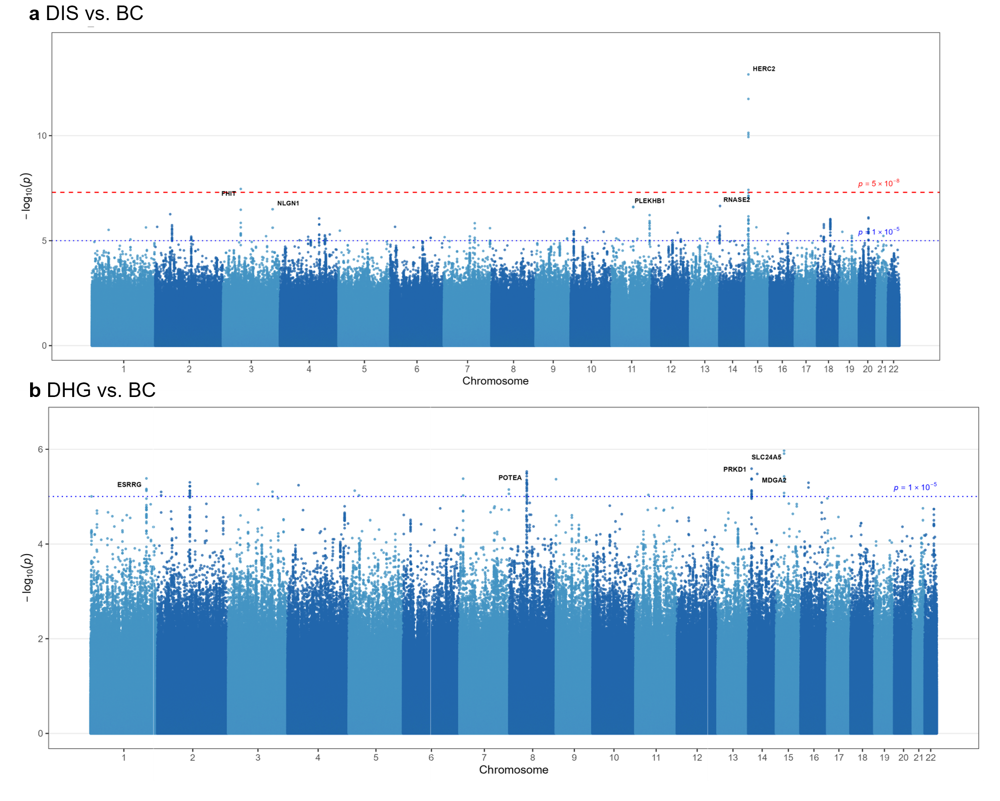 a DIS vs. BC
HERC2
10
p = 5 × 10⁻⁸
FHIT
NLGN1
PLEKHB1
RNASE2
− log₁₀(p)
p = 1 × 10⁻⁵
5
0
1 2 3 4 5 6 7 8 9 10 11 12 13 14 15 16 17 18 19 20 21 22
Chromosome
b DHG vs. BC
6
SLC24A5
PRKD1
POTEA
MDGA2
ESRRG
p = 1 × 10⁻⁵
4
− log₁₀(p)
2
0
1 2 3 4 5 6 7 8 9 10 11 12 13 14 15 16 17 18 19 20 21 22
Chromosome